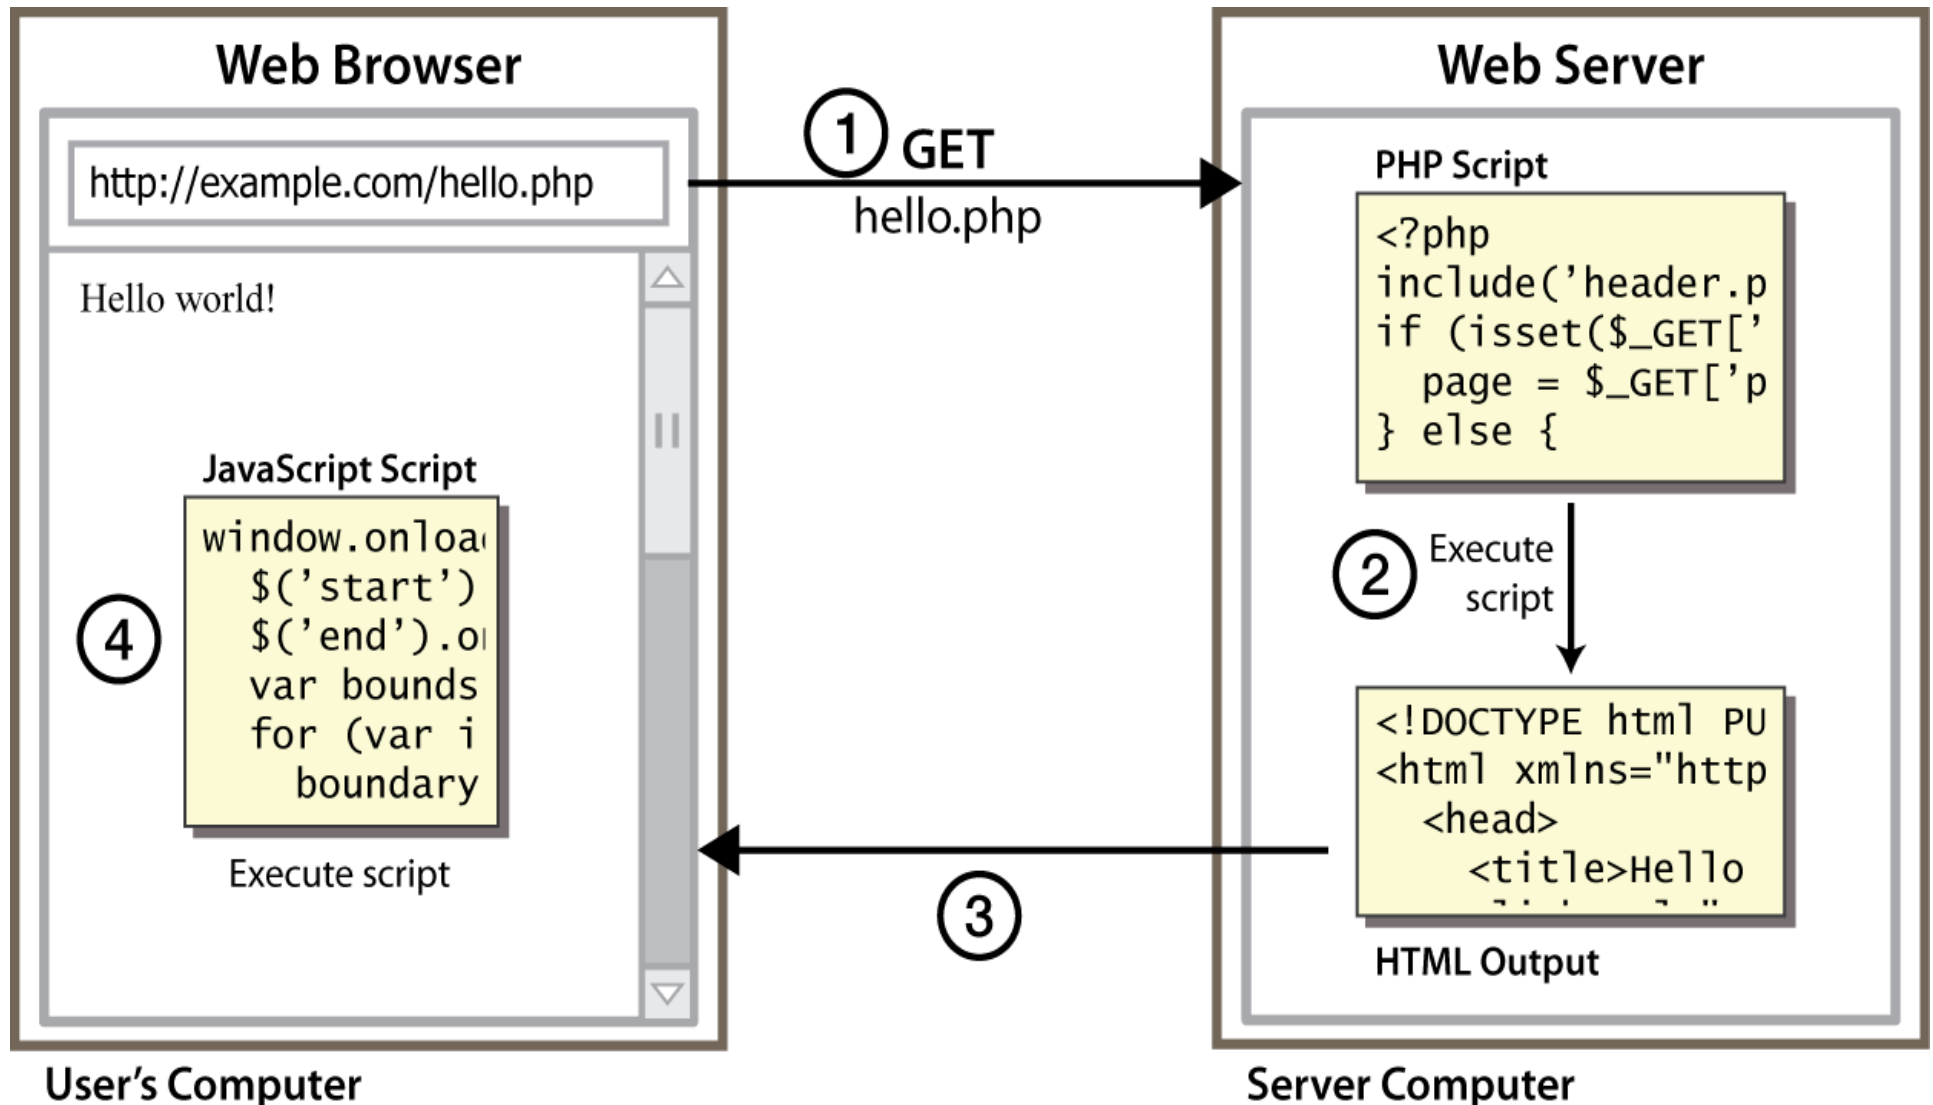 Web Browser
http://example.com/hello.php
Hello world!
JavaScript Script
window.onloa
$('start')
$('end').o
var bounds
for (var i
boundary
4
Execute script
User's Computer
1 GET
hello.php
3
Web Server
PHP Script
<?php
include('header.p
if (isset($_GET['
page = $_GET['p
} else {
2 Execute
script
<!DOCTYPE html PU
<html xmlns="http
<head>
<title>Hello
HTML Output
Server Computer